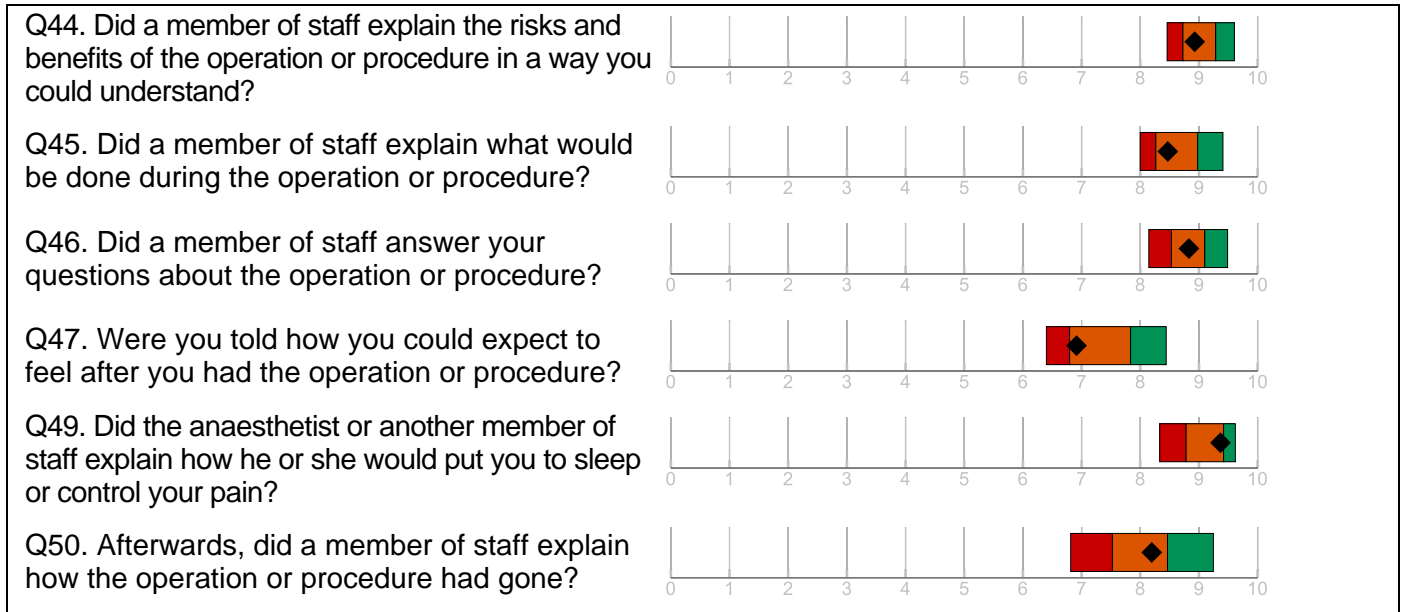 Q44. Did a member of staff explain the risks and
benefits of the operation or procedure in a way you
could understand?
0 1 2 3 4 5 6 7 8 9 10
Q45. Did a member of staff explain what would
be done during the operation or procedure?
0 1 2 3 4 5 6 7 8 9 10
Q46. Did a member of staff answer your
questions about the operation or procedure?
0 1 2 3 4 5 6 7 8 9 10
Q47. Were you told how you could expect to
feel after you had the operation or procedure?
0 1 2 3 4 5 6 7 8 9 10
Q49. Did the anaesthetist or another member of
staff explain how he or she would put you to sleep
or control your pain?
0 1 2 3 4 5 6 7 8 9 10
Q50. Afterwards, did a member of staff explain
how the operation or procedure had gone?
0 1 2 3 4 5 6 7 8 9 10